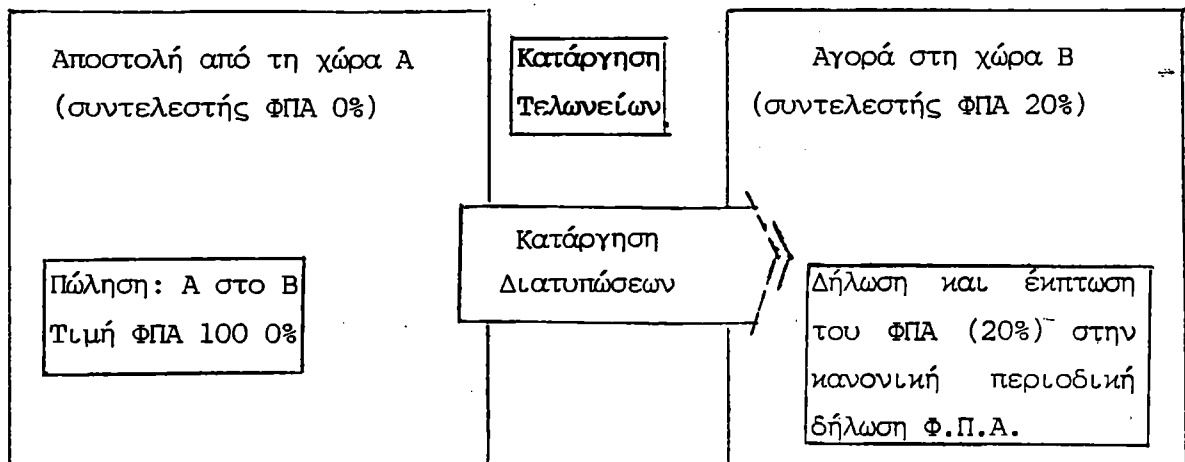 Αποστολή από τη χώρα Α
(συντελεστής ΦΠΑ 0%)
Πώληση: Α στο Β
Τιμή ΦΠΑ 100 0%
Κατάργηση
Τελωνείων
Κατάργηση
Διατυπώσεων
Αγορά στη χώρα Β
(συντελεστής ΦΠΑ 20%)
Δήλωση και έκπτωση
του ΦΠΑ (20%) στην
κανονική περιοδική
δήλωση Φ.Π.Α.